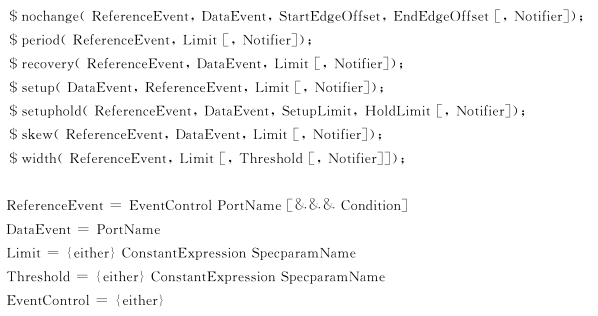 $nochange( ReferenceEvent, DataEvent, StartEdgeOffset, EndEdgeOffset [, Notifier]);
$period( ReferenceEvent, Limit [, Notifier]);
$recovery( ReferenceEvent, DataEvent, Limit [, Notifier]);
$setup( DataEvent, ReferenceEvent, Limit [, Notifier]);
$setuphold( ReferenceEvent, DataEvent, SetupLimit, HoldLimit [, Notifier]);
$skew( ReferenceEvent, DataEvent, Limit [, Notifier]);
$width( ReferenceEvent, Limit [, Threshold [, Notifier]]);
ReferenceEvent = EventControl PortName [&&& Condition]
DataEvent = PortName
Limit = {either} ConstantExpression SpecparamName
Threshold = {either} ConstantExpression SpecparamName
EventControl = {either}